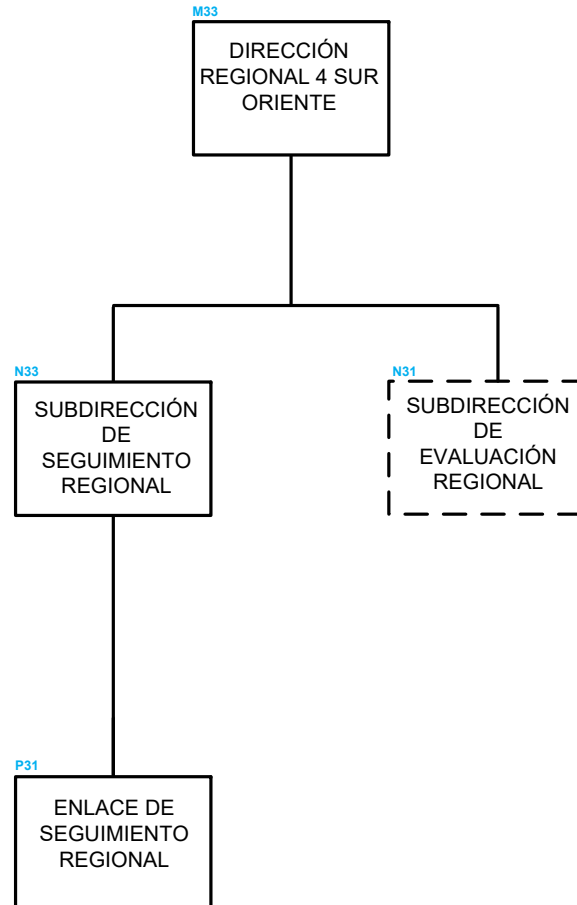 M33
DIRECCIÓN
REGIONAL 4 SUR
ORIENTE
N33
SUBDIRECCIÓN
DE
SEGUIMIENTO
REGIONAL
N31
SUBDIRECCIÓN
DE
EVALUACIÓN
REGIONAL
P31
ENLACE DE
SEGUIMIENTO
REGIONAL